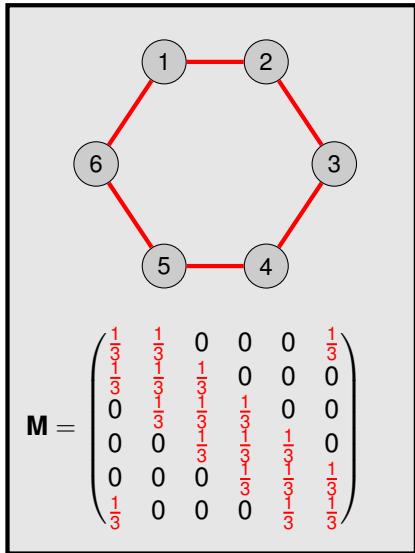 1 2
6 3
5 4
M =
1/3 1/3 0 0 0 1/3
1/3 1/3 1/3 0 0 0
0 1/3 1/3 1/3 0 0
0 0 1/3 1/3 1/3 0
0 0 0 1/3 1/3 1/3
1/3 0 0 0 1/3 1/3